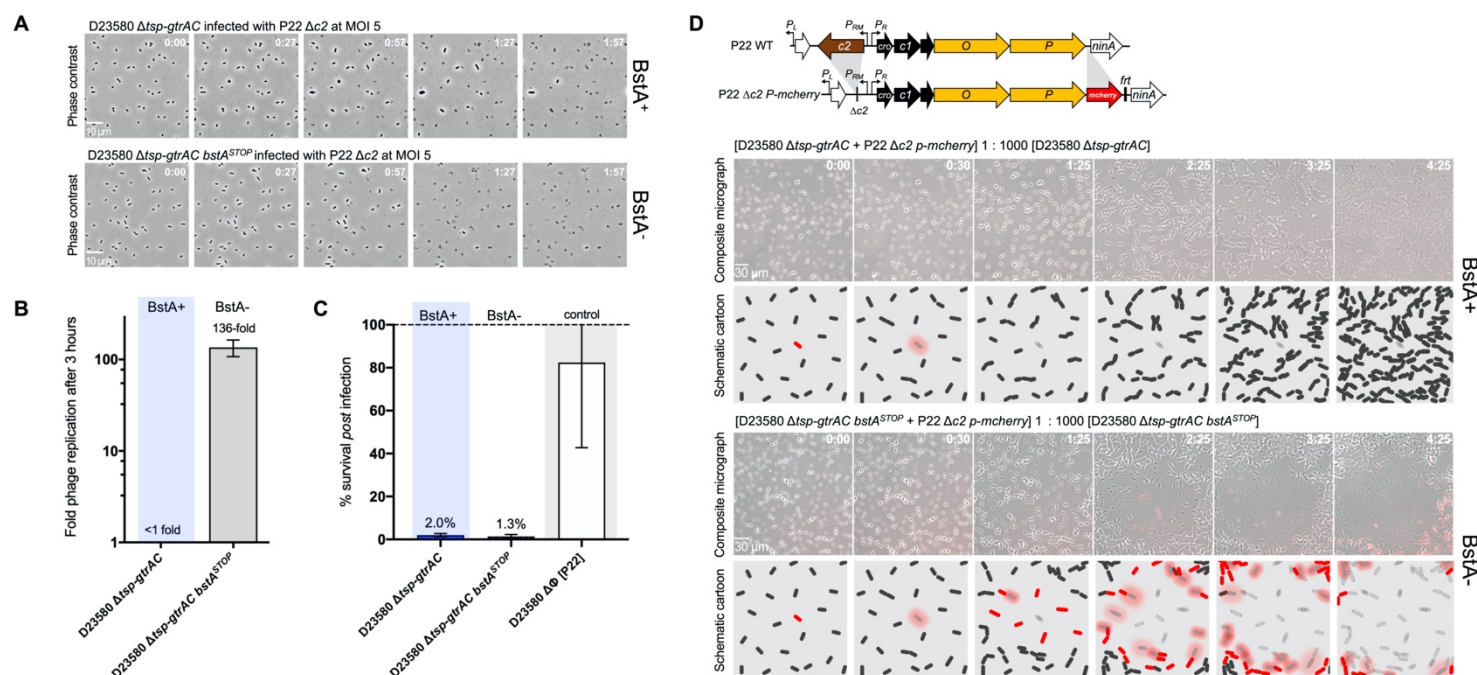 A
D23580 Δtsp-gtrAC infected with P22 Δc2 at MOI 5
Phase contrast
0:00
0:27
0:57
1:27
1:57
10 µm
BstA+
D23580 Δtsp-gtrAC bstASTOP infected with P22 Δc2 at MOI 5
Phase contrast
0:00
0:27
0:57
1:27
1:57
10 µm
BstA-
B
Fold phage replication after 3 hours
BstA+
BstA-
136-fold
100
10
1
<1 fold
D23580 Δtsp-gtrAC
D23580 Δtsp-gtrAC bstASTOP
C
% survival post infection
BstA+
BstA-
control
100
80
60
40
20
0
2.0%
1.3%
D23580 Δtsp-gtrAC
D23580 Δtsp-gtrAC bstASTOP
D23580 ΔΦ [P22]
D
P22 WT
PL
c2
PRM
PR
cro
c1
O
P
ninA
P22 Δc2 P-mcherry
PL
Δc2
PRM
PR
cro
c1
O
P
mcherry
frt
ninA
[D23580 Δtsp-gtrAC + P22 Δc2 p-mcherry] 1 : 1000 [D23580 Δtsp-gtrAC]
Composite micrograph
0:00
0:30
1:25
2:25
3:25
4:25
30 µm
Schematic cartoon
BstA+
[D23580 Δtsp-gtrAC bstASTOP + P22 Δc2 p-mcherry] 1 : 1000 [D23580 Δtsp-gtrAC bstASTOP]
Composite micrograph
0:00
0:30
1:25
2:25
3:25
4:25
30 µm
Schematic cartoon
BstA-